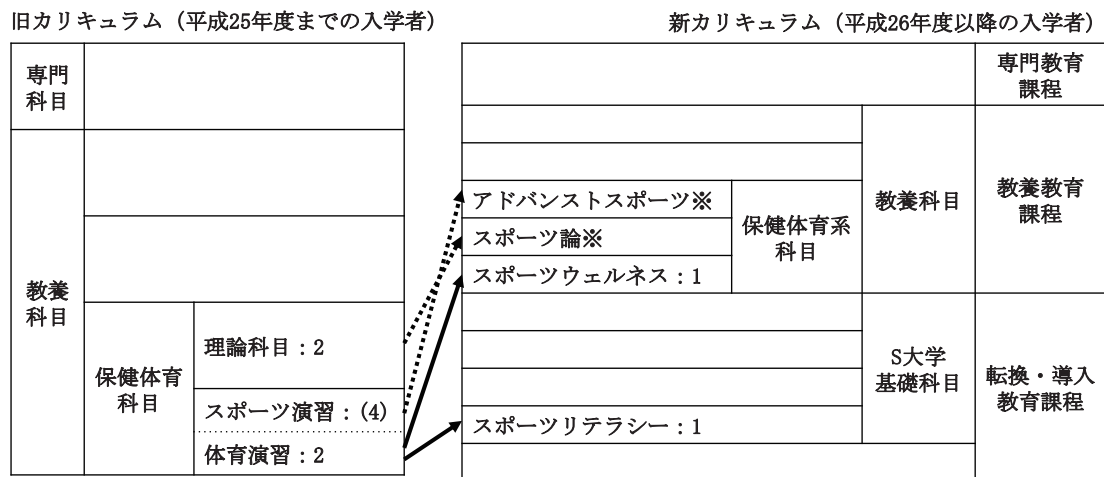 旧カリキュラム（平成25年度までの入学者）
専門
科目
教養
科目
保健体育
科目
理論科目：2
スポーツ演習：(4)
体育演習：2
新カリキュラム（平成26年度以降の入学者）
専門教育
課程
アドバンストスポーツ※
スポーツ論※
スポーツウェルネス：1
保健体育系
科目
教養科目
教養教育
課程
スポーツリテラシー：1
S大学
基礎科目
転換・導入
教育課程